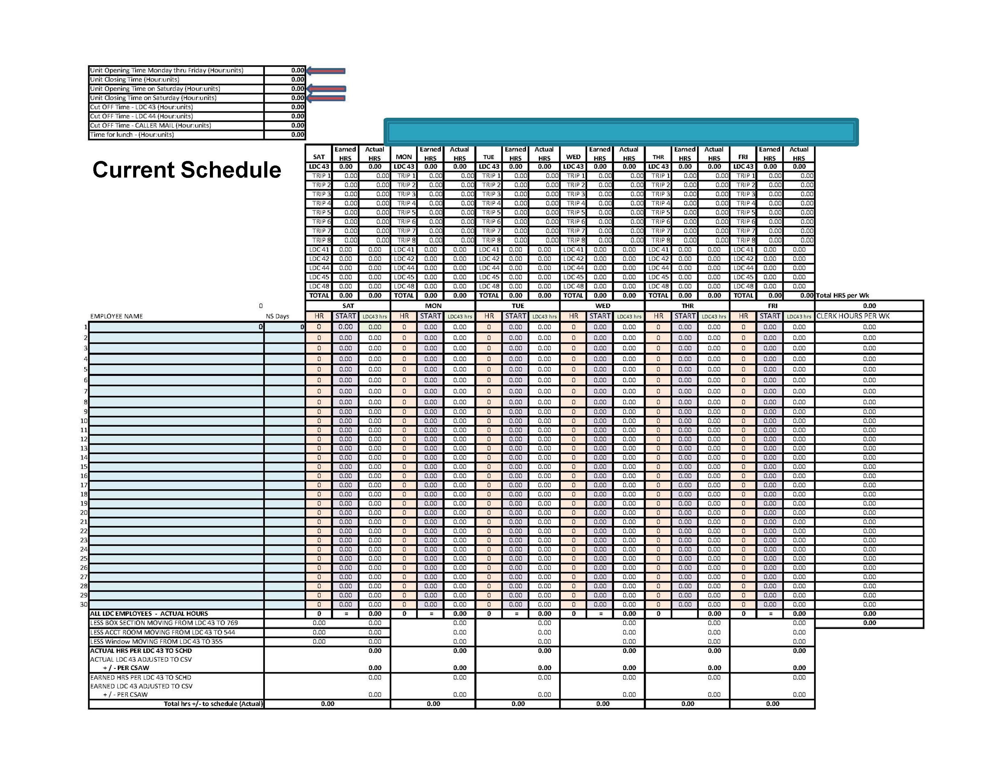 Unit Opening Time Monday thru Friday (Hour:units) 0.00
Unit Closing Time (Hour:units) 0.00
Unit Opening Time on Saturday (Hour:units) 0.00
Unit Closing Time on Saturday (Hour:units) 0.00
Cut OFF Time - LDC 43 (Hour:units) 0.00
Cut OFF Time - LDC 44 (Hour:units) 0.00
Cut OFF Time - CALLER MAIL (Hour:units) 0.00
Time for lunch - (Hour:units) 0.00
Current Schedule
SAT Earned HRS Actual HRS MON Earned HRS Actual HRS TUE Earned HRS Actual HRS WED Earned HRS Actual HRS THR Earned HRS Actual HRS FRI Earned HRS Actual HRS
LDC 43 0.00 0.00 LDC 43 0.00 0.00 LDC 43 0.00 0.00 LDC 43 0.00 0.00 LDC 43 0.00 0.00 LDC 43 0.00 0.00
TRIP 1 0.00 0.00 TRIP 1 0.00 0.00 TRIP 1 0.00 0.00 TRIP 1 0.00 0.00 TRIP 1 0.00 0.00 TRIP 1 0.00 0.00
TRIP 2 0.00 0.00 TRIP 2 0.00 0.00 TRIP 2 0.00 0.00 TRIP 2 0.00 0.00 TRIP 2 0.00 0.00 TRIP 2 0.00 0.00
TRIP 3 0.00 0.00 TRIP 3 0.00 0.00 TRIP 3 0.00 0.00 TRIP 3 0.00 0.00 TRIP 3 0.00 0.00 TRIP 3 0.00 0.00
TRIP 4 0.00 0.00 TRIP 4 0.00 0.00 TRIP 4 0.00 0.00 TRIP 4 0.00 0.00 TRIP 4 0.00 0.00 TRIP 4 0.00 0.00
TRIP 5 0.00 0.00 TRIP 5 0.00 0.00 TRIP 5 0.00 0.00 TRIP 5 0.00 0.00 TRIP 5 0.00 0.00 TRIP 5 0.00 0.00
TRIP 6 0.00 0.00 TRIP 6 0.00 0.00 TRIP 6 0.00 0.00 TRIP 6 0.00 0.00 TRIP 6 0.00 0.00 TRIP 6 0.00 0.00
TRIP 7 0.00 0.00 TRIP 7 0.00 0.00 TRIP 7 0.00 0.00 TRIP 7 0.00 0.00 TRIP 7 0.00 0.00 TRIP 7 0.00 0.00
TRIP 8 0.00 0.00 TRIP 8 0.00 0.00 TRIP 8 0.00 0.00 TRIP 8 0.00 0.00 TRIP 8 0.00 0.00 TRIP 8 0.00 0.00
LDC 41 0.00 0.00 LDC 41 0.00 0.00 LDC 41 0.00 0.00 LDC 41 0.00 0.00 LDC 41 0.00 0.00 LDC 41 0.00 0.00
LDC 42 0.00 0.00 LDC 42 0.00 0.00 LDC 42 0.00 0.00 LDC 42 0.00 0.00 LDC 42 0.00 0.00 LDC 42 0.00 0.00
LDC 44 0.00 0.00 LDC 44 0.00 0.00 LDC 44 0.00 0.00 LDC 44 0.00 0.00 LDC 44 0.00 0.00 LDC 44 0.00 0.00
LDC 45 0.00 0.00 LDC 45 0.00 0.00 LDC 45 0.00 0.00 LDC 45 0.00 0.00 LDC 45 0.00 0.00 LDC 45 0.00 0.00
LDC 48 0.00 0.00 LDC 48 0.00 0.00 LDC 48 0.00 0.00 LDC 48 0.00 0.00 LDC 48 0.00 0.00 LDC 48 0.00 0.00
TOTAL 0.00 0.00 TOTAL 0.00 0.00 TOTAL 0.00 0.00 TOTAL 0.00 0.00 TOTAL 0.00 0.00 TOTAL 0.00 0.00 Total HRS per Wk
0 SAT MON TUE WED THR FRI 0.00
EMPLOYEE NAME NS Days HR START LDC43 hrs HR START LDC43 hrs HR START LDC43 hrs HR START LDC43 hrs HR START LDC43 hrs HR START LDC43 hrs CLERK HOURS PER WK
1 0 0 0 0.00 0.00 0 0.00 0.00 0 0.00 0.00 0 0.00 0.00 0 0.00 0.00 0 0.00 0.00 0.00
2 0 0.00 0.00 0 0.00 0.00 0 0.00 0.00 0 0.00 0.00 0 0.00 0.00 0 0.00 0.00 0.00
3 0 0.00 0.00 0 0.00 0.00 0 0.00 0.00 0 0.00 0.00 0 0.00 0.00 0 0.00 0.00 0.00
4 0 0.00 0.00 0 0.00 0.00 0 0.00 0.00 0 0.00 0.00 0 0.00 0.00 0 0.00 0.00 0.00
5 0 0.00 0.00 0 0.00 0.00 0 0.00 0.00 0 0.00 0.00 0 0.00 0.00 0 0.00 0.00 0.00
6 0 0.00 0.00 0 0.00 0.00 0 0.00 0.00 0 0.00 0.00 0 0.00 0.00 0 0.00 0.00 0.00
7 0 0.00 0.00 0 0.00 0.00 0 0.00 0.00 0 0.00 0.00 0 0.00 0.00 0 0.00 0.00 0.00
8 0 0.00 0.00 0 0.00 0.00 0 0.00 0.00 0 0.00 0.00 0 0.00 0.00 0 0.00 0.00 0.00
9 0 0.00 0.00 0 0.00 0.00 0 0.00 0.00 0 0.00 0.00 0 0.00 0.00 0 0.00 0.00 0.00
10 0 0.00 0.00 0 0.00 0.00 0 0.00 0.00 0 0.00 0.00 0 0.00 0.00 0 0.00 0.00 0.00
11 0 0.00 0.00 0 0.00 0.00 0 0.00 0.00 0 0.00 0.00 0 0.00 0.00 0 0.00 0.00 0.00
12 0 0.00 0.00 0 0.00 0.00 0 0.00 0.00 0 0.00 0.00 0 0.00 0.00 0 0.00 0.00 0.00
13 0 0.00 0.00 0 0.00 0.00 0 0.00 0.00 0 0.00 0.00 0 0.00 0.00 0 0.00 0.00 0.00
14 0 0.00 0.00 0 0.00 0.00 0 0.00 0.00 0 0.00 0.00 0 0.00 0.00 0 0.00 0.00 0.00
15 0 0.00 0.00 0 0.00 0.00 0 0.00 0.00 0 0.00 0.00 0 0.00 0.00 0 0.00 0.00 0.00
16 0 0.00 0.00 0 0.00 0.00 0 0.00 0.00 0 0.00 0.00 0 0.00 0.00 0 0.00 0.00 0.00
17 0 0.00 0.00 0 0.00 0.00 0 0.00 0.00 0 0.00 0.00 0 0.00 0.00 0 0.00 0.00 0.00
18 0 0.00 0.00 0 0.00 0.00 0 0.00 0.00 0 0.00 0.00 0 0.00 0.00 0 0.00 0.00 0.00
19 0 0.00 0.00 0 0.00 0.00 0 0.00 0.00 0 0.00 0.00 0 0.00 0.00 0 0.00 0.00 0.00
20 0 0.00 0.00 0 0.00 0.00 0 0.00 0.00 0 0.00 0.00 0 0.00 0.00 0 0.00 0.00 0.00
21 0 0.00 0.00 0 0.00 0.00 0 0.00 0.00 0 0.00 0.00 0 0.00 0.00 0 0.00 0.00 0.00
22 0 0.00 0.00 0 0.00 0.00 0 0.00 0.00 0 0.00 0.00 0 0.00 0.00 0 0.00 0.00 0.00
23 0 0.00 0.00 0 0.00 0.00 0 0.00 0.00 0 0.00 0.00 0 0.00 0.00 0 0.00 0.00 0.00
24 0 0.00 0.00 0 0.00 0.00 0 0.00 0.00 0 0.00 0.00 0 0.00 0.00 0 0.00 0.00 0.00
25 0 0.00 0.00 0 0.00 0.00 0 0.00 0.00 0 0.00 0.00 0 0.00 0.00 0 0.00 0.00 0.00
26 0 0.00 0.00 0 0.00 0.00 0 0.00 0.00 0 0.00 0.00 0 0.00 0.00 0 0.00 0.00 0.00
27 0 0.00 0.00 0 0.00 0.00 0 0.00 0.00 0 0.00 0.00 0 0.00 0.00 0 0.00 0.00 0.00
28 0 0.00 0.00 0 0.00 0.00 0 0.00 0.00 0 0.00 0.00 0 0.00 0.00 0 0.00 0.00 0.00
29 0 0.00 0.00 0 0.00 0.00 0 0.00 0.00 0 0.00 0.00 0 0.00 0.00 0 0.00 0.00 0.00
30 0 0.00 0.00 0 0.00 0.00 0 0.00 0.00 0 0.00 0.00 0 0.00 0.00 0 0.00 0.00 0.00
ALL LDC EMPLOYEES - ACTUAL HOURS 0 = 0.00 0 = 0.00 0 = 0.00 0 = 0.00 0 0.00 0 = 0.00 0.00
LESS BOX SECTION MOVING FROM LDC 43 TO 769 0.00 0.00 0.00 0.00 0.00 0.00 0.00 0.00
LESS ACCT ROOM MOVING FROM LDC 43 TO 544 0.00 0.00 0.00 0.00 0.00 0.00 0.00
LESS Window MOVING FROM LDC 43 TO 355 0.00 0.00 0.00 0.00 0.00 0.00 0.00
ACTUAL HRS PER LDC 43 TO SCHD 0.00 0.00 0.00 0.00 0.00 0.00
ACTUAL LDC 43 ADJUSTED TO CSV
+ / - PER CSAW 0.00 0.00 0.00 0.00 0.00 0.00
EARNED HRS PER LDC 43 TO SCHD 0.00 0.00 0.00 0.00 0.00 0.00
EARNED LDC 43 ADJUSTED TO CSV
+ / - PER CSAW 0.00 0.00 0.00 0.00 0.00 0.00
Total hrs +/- to schedule (Actual) 0.00 0.00 0.00 0.00 0.00 0.00